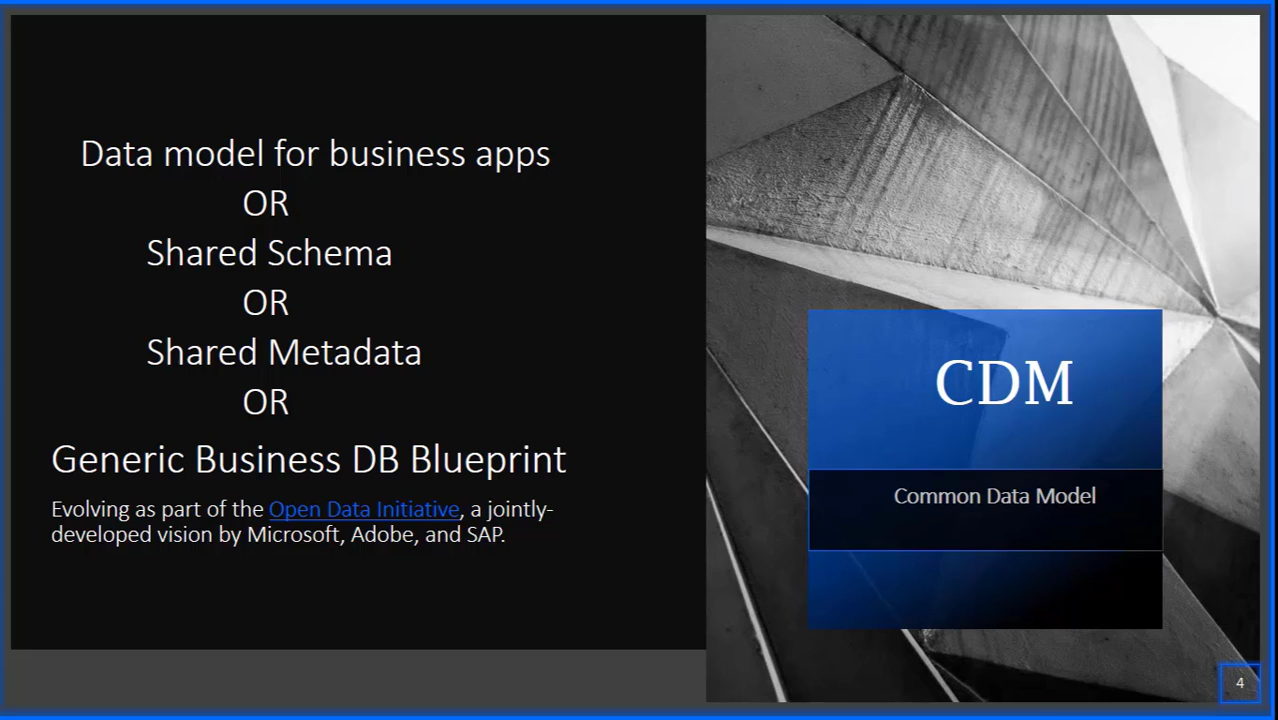 Data model for business apps
OR
Shared Schema
OR
Shared Metadata
OR
Generic Business DB Blueprint
Evolving as part of the Open Data Initiative, a jointly-
developed vision by Microsoft, Adobe, and SAP.
CDM
Common Data Model
4